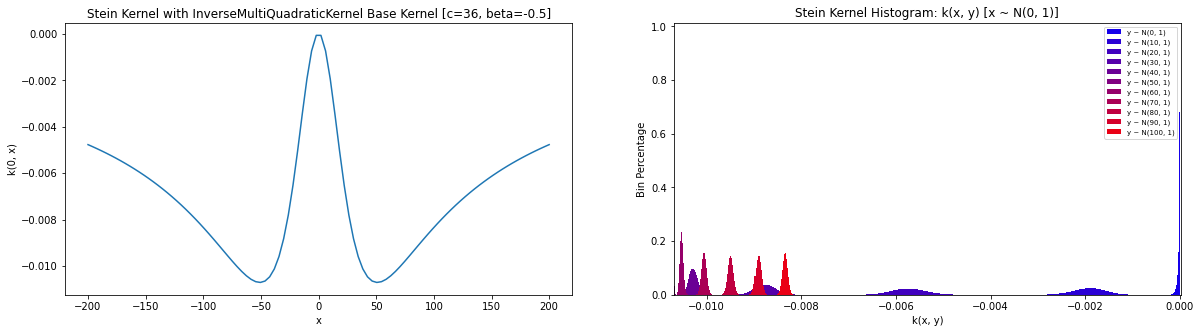 Stein Kernel with InverseMultiQuadraticKernel Base Kernel [c=36, beta=-0.5]
0.000
−0.002
−0.004
−0.006
−0.008
−0.010
k(0, x)
−200
−150
−100
−50
0
50
100
150
200
x
Stein Kernel Histogram: k(x, y) [x ~ N(0, 1)]
1.0
0.8
0.6
0.4
0.2
0.0
Bin Percentage
y ~ N(0, 1)
y ~ N(10, 1)
y ~ N(20, 1)
y ~ N(30, 1)
y ~ N(40, 1)
y ~ N(50, 1)
y ~ N(60, 1)
y ~ N(70, 1)
y ~ N(80, 1)
y ~ N(90, 1)
y ~ N(100, 1)
−0.010
−0.008
−0.006
−0.004
−0.002
0.000
k(x, y)